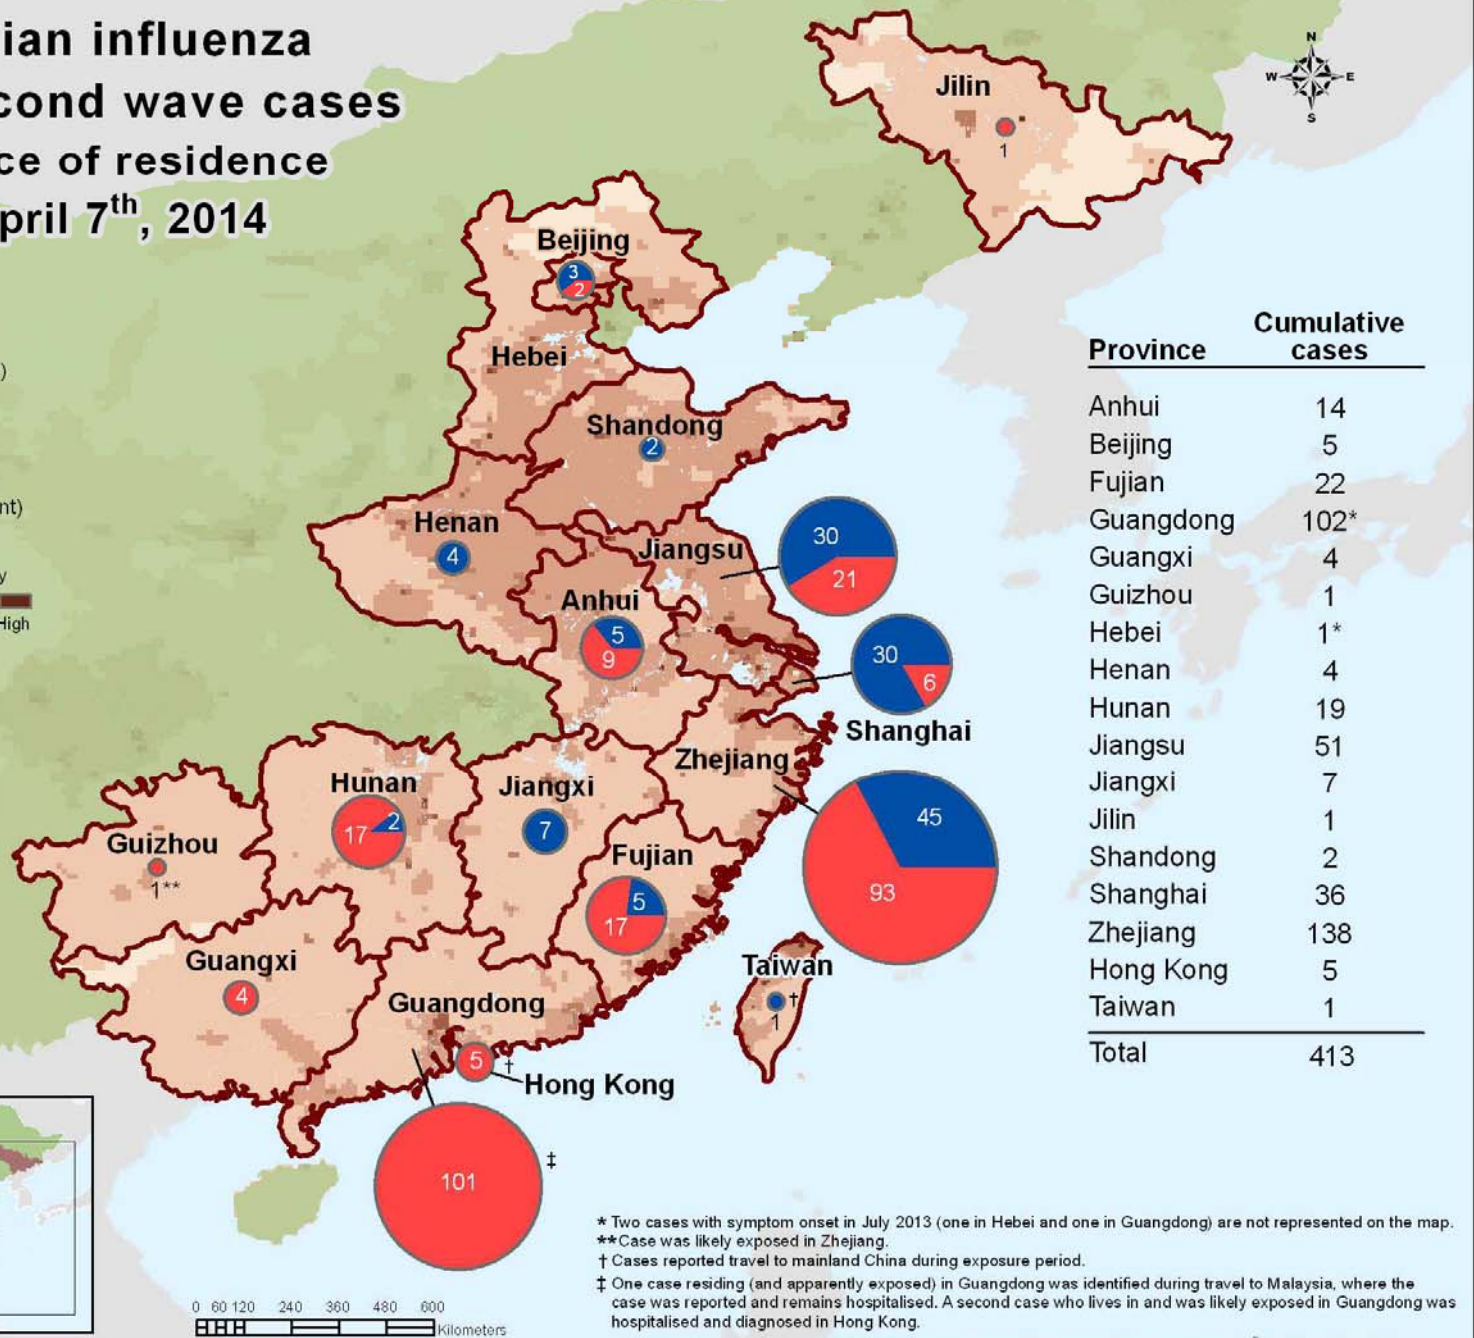 ian influenza
cond wave cases
ce of residence
pril 7th, 2014
)
nt)
y
High
N
W E
S
Jilin
1
Beijing
3
2
Hebei
Shandong
2
Henan
4
Jiangsu
30
21
Anhui
5
9
30
6
Shanghai
Zhejiang
45
93
Hunan
17 2
Jiangxi
7
Guizhou
1**
Fujian
5
17
Guangxi
4
Guangdong
Taiwan
†
1
5 †
Hong Kong
101 ‡
Province Cumulative cases
Anhui 14
Beijing 5
Fujian 22
Guangdong 102*
Guangxi 4
Guizhou 1
Hebei 1*
Henan 4
Hunan 19
Jiangsu 51
Jiangxi 7
Jilin 1
Shandong 2
Shanghai 36
Zhejiang 138
Hong Kong 5
Taiwan 1
Total 413
* Two cases with symptom onset in July 2013 (one in Hebei and one in Guangdong) are not represented on the map.
**Case was likely exposed in Zhejiang.
† Cases reported travel to mainland China during exposure period.
‡ One case residing (and apparently exposed) in Guangdong was identified during travel to Malaysia, where the
case was reported and remains hospitalised. A second case who lives in and was likely exposed in Guangdong was
hospitalised and diagnosed in Hong Kong.
0 60 120 240 360 480 600
Kilometers